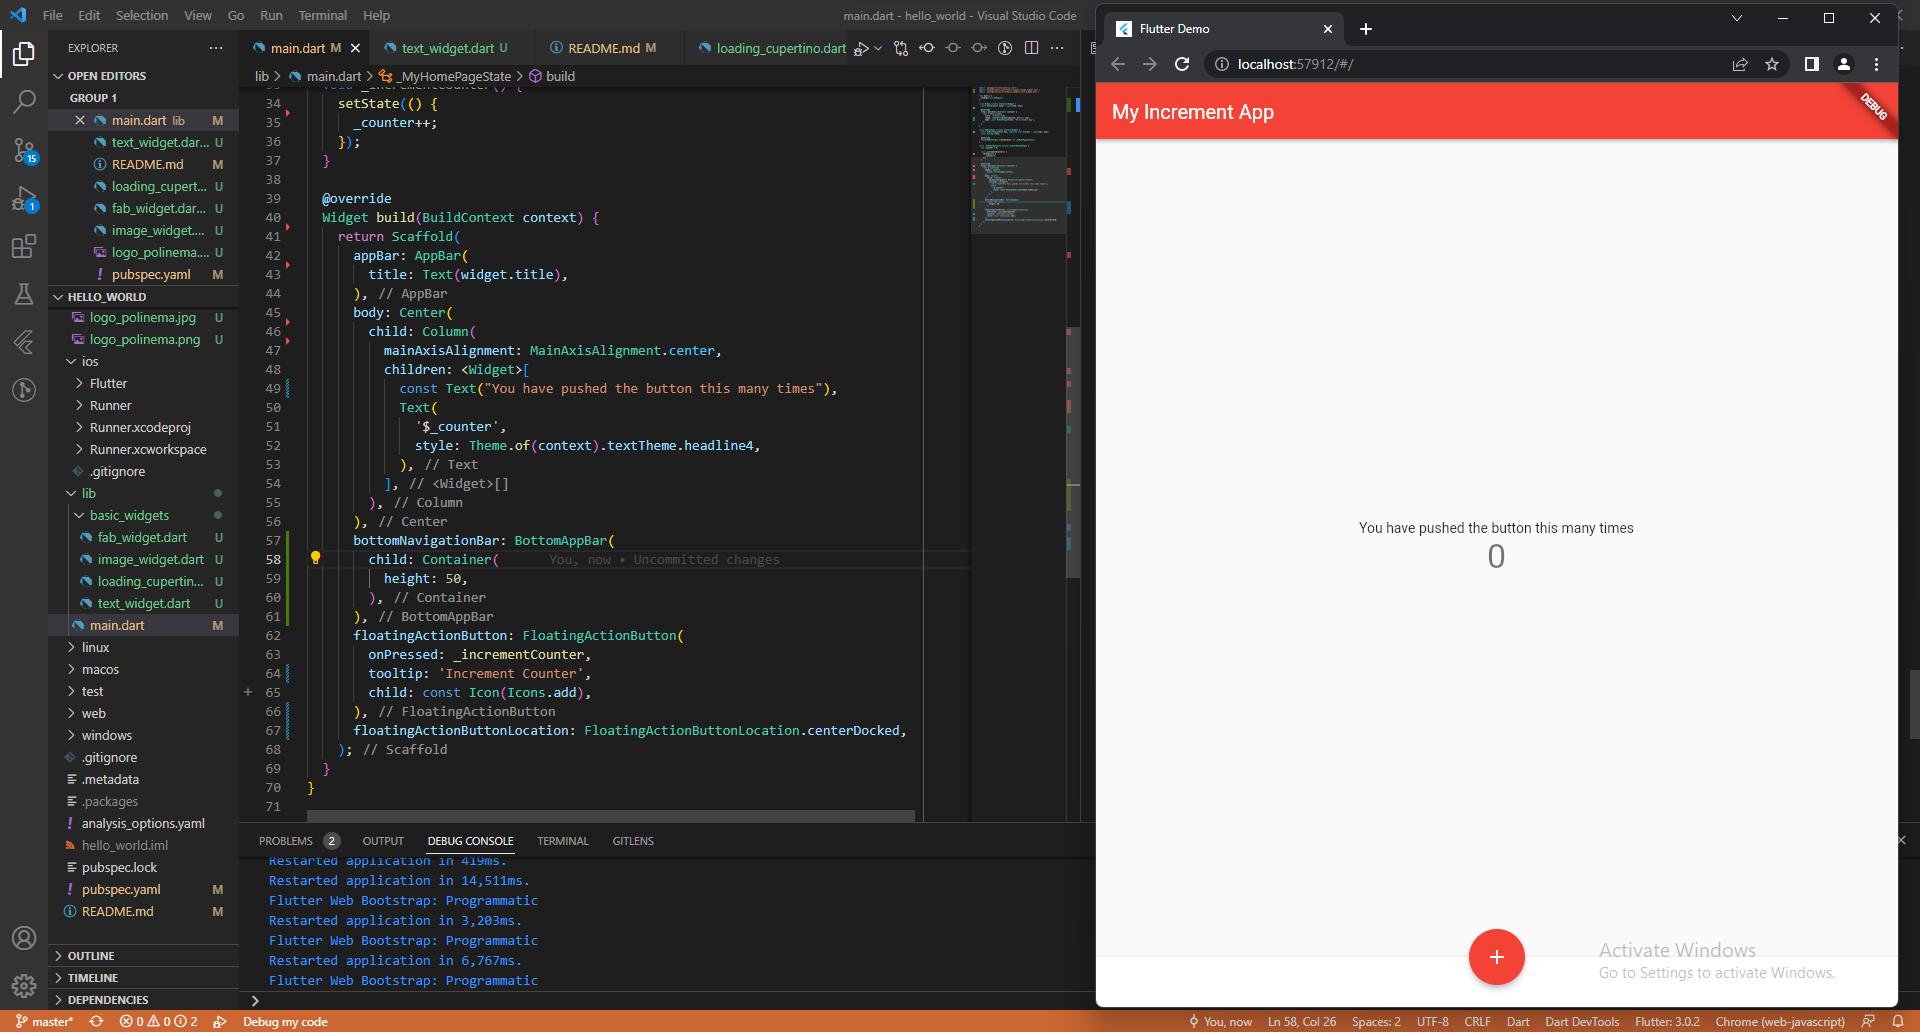 File Edit Selection View Go Run Terminal Help
main.dart - hello_world - Visual Studio Code
EXPLORER
OPEN EDITORS
GROUP 1
main.dart lib M
text_widget.dar... U
README.md M
loading_cupert... U
fab_widget.dar... U
image_widget.... U
logo_polinema.... U
! pubspec.yaml M
HELLO_WORLD
logo_polinema.jpg U
logo_polinema.png U
ios
Flutter
Runner
Runner.xcodeproj
Runner.xcworkspace
.gitignore
lib
basic_widgets
fab_widget.dart U
image_widget.dart U
loading_cupertin... U
text_widget.dart U
main.dart M
linux
macos
test
web
windows
.gitignore
.metadata
.packages
analysis_options.yaml
hello_world.iml
pubspec.lock
! pubspec.yaml M
README.md M
OUTLINE
TIMELINE
DEPENDENCIES
15
1
main.dart M
text_widget.dart U
README.md M
loading_cupertino.dart
lib > main.dart > _MyHomePageState > build
34 setState(() {
35 _counter++;
36 });
37 }
38
39 @override
40 Widget build(BuildContext context) {
41 return Scaffold(
42 appBar: AppBar(
43 title: Text(widget.title),
44 ), // AppBar
45 body: Center(
46 child: Column(
47 mainAxisAlignment: MainAxisAlignment.center,
48 children: <Widget>[
49 const Text("You have pushed the button this many times"),
50 Text(
51 '$_counter',
52 style: Theme.of(context).textTheme.headline4,
53 ), // Text
54 ], // <Widget>[]
55 ), // Column
56 ), // Center
57 bottomNavigationBar: BottomAppBar(
58 child: Container( You, now • Uncommitted changes
59 height: 50,
60 ), // Container
61 ), // BottomAppBar
62 floatingActionButton: FloatingActionButton(
63 onPressed: _incrementCounter,
64 tooltip: 'Increment Counter',
65 child: const Icon(Icons.add),
66 ), // FloatingActionButton
67 floatingActionButtonLocation: FloatingActionButtonLocation.centerDocked,
68 ); // Scaffold
69 }
70 }
71
PROBLEMS 2 OUTPUT DEBUG CONSOLE TERMINAL GITLENS
Restarted application in 419ms.
Restarted application in 14,511ms.
Flutter Web Bootstrap: Programmatic
Restarted application in 3,203ms.
Flutter Web Bootstrap: Programmatic
Restarted application in 6,767ms.
Flutter Web Bootstrap: Programmatic
Flutter Demo
localhost:57912/#/
My Increment App
DEBUG
You have pushed the button this many times
0
+
Activate Windows
Go to Settings to activate Windows.
master* 0 0 2 Debug my code
You, now Ln 58, Col 26 Spaces: 2 UTF-8 CRLF Dart Dart DevTools Flutter: 3.0.2 Chrome (web-javascript)